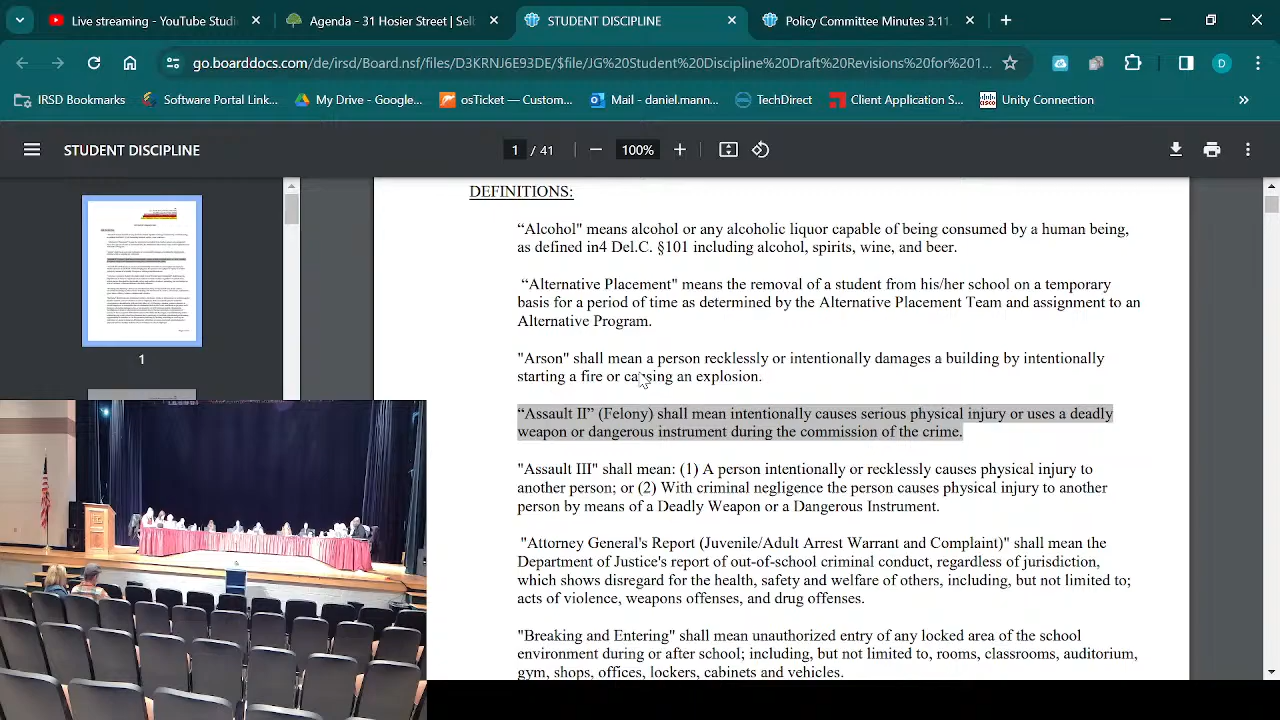 Live streaming - YouTube Studi
Agenda - 31 Hosier Street | Sel
STUDENT DISCIPLINE
Policy Committee Minutes 3.11.
go.boarddocs.com/de/irsd/Board.nsf/files/D3KRNJ6E93DE/$file/JG%20Student%20Discipline%20Draft%20Revisions%20for%201...
D
IRSD Bookmarks
Software Portal Link...
My Drive - Google...
osTicket — Custom...
Mail - daniel.mann...
TechDirect
Client Application S...
Unity Connection
STUDENT DISCIPLINE
1 / 41
100%
1
DEFINITIONS:
“Alcohol" means alcohol or any alcoholic liquor capable of being consumed by a human being,
as defined in4 Del.C. §101 including alcohol, spirits, wine, and beer.
“Alternative Placement" means the removal of a student from his/her school on a temporary
basis for a period of time as determined by the Alternative Placement Team and assignment to an
Alternative Program.
"Arson" shall mean a person recklessly or intentionally damages a building by intentionally
starting a fire or causing an explosion.
“Assault II” (Felony) shall mean intentionally causes serious physical injury or uses a deadly
weapon or dangerous instrument during the commission of the crime.
"Assault III" shall mean: (1) A person intentionally or recklessly causes physical injury to
another person; or (2) With criminal negligence the person causes physical injury to another
person by means of a Deadly Weapon or a Dangerous Instrument.
"Attorney General's Report (Juvenile/Adult Arrest Warrant and Complaint)" shall mean the
Department of Justice's report of out-of-school criminal conduct, regardless of jurisdiction,
which shows disregard for the health, safety and welfare of others, including, but not limited to;
acts of violence, weapons offenses, and drug offenses.
"Breaking and Entering" shall mean unauthorized entry of any locked area of the school
environment during or after school; including, but not limited to, rooms, classrooms, auditorium,
gym, shops, offices, lockers, cabinets and vehicles.